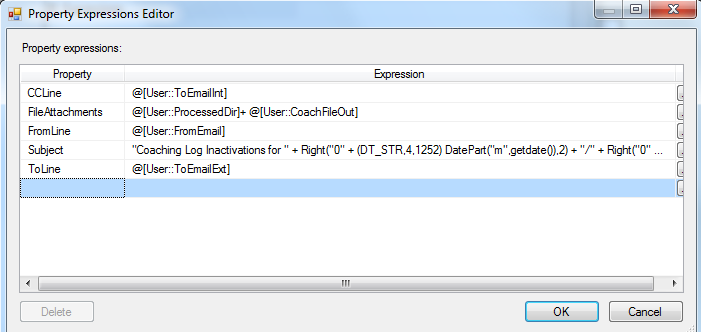 Property Expressions Editor
Property expressions:
Property Expression
CCLine @[User::ToEmailInt]
FileAttachments @[User::ProcessedDir]+ @[User::CoachFileOut]
FromLine @[User::FromEmail]
Subject "Coaching Log Inactivations for " + Right("0" + (DT_STR,4,1252) DatePart("m",getdate()),2) + "/" + Right("0" ...
ToLine @[User::ToEmailExt]
Delete OK Cancel